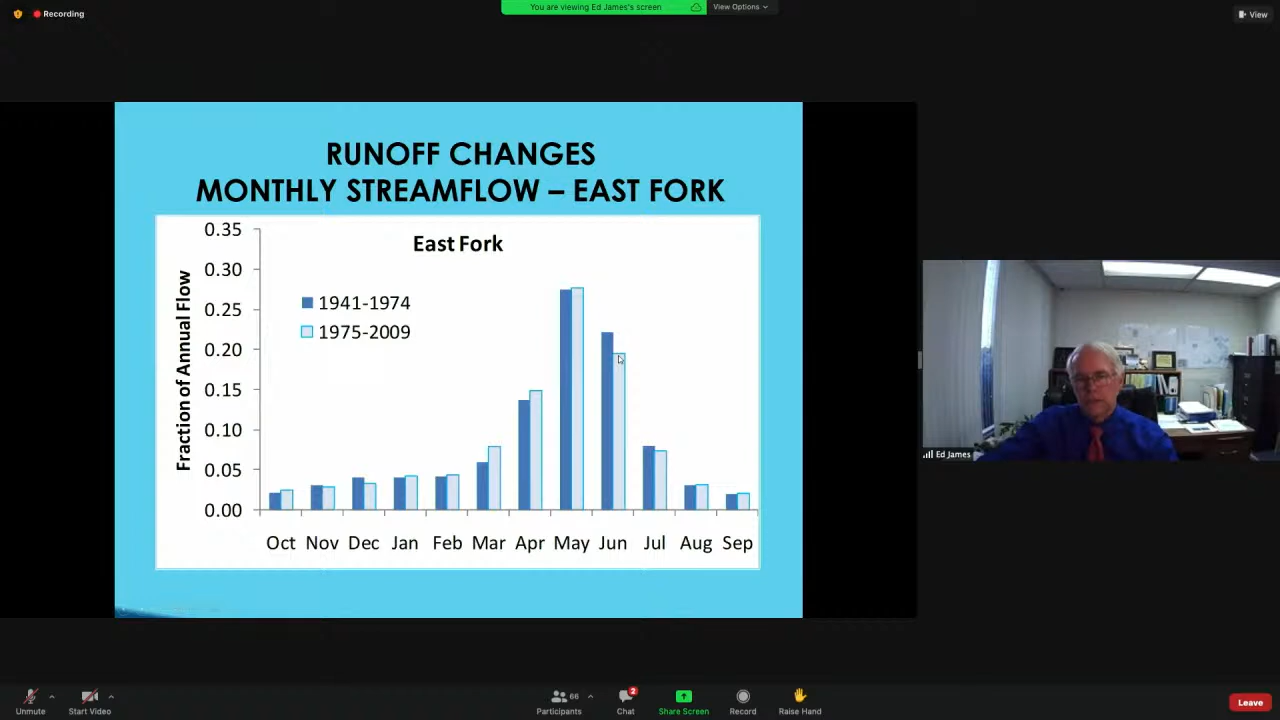 Recording
You are viewing Ed James's screen
View Options
View
RUNOFF CHANGES
MONTHLY STREAMFLOW – EAST FORK
East Fork
Fraction of Annual Flow
0.35
0.30
0.25
0.20
0.15
0.10
0.05
0.00
1941-1974
1975-2009
Oct Nov Dec Jan Feb Mar Apr May Jun Jul Aug Sep
Ed James
Unmute
Start Video
66
Participants
2
Chat
Share Screen
Record
Raise Hand
Leave